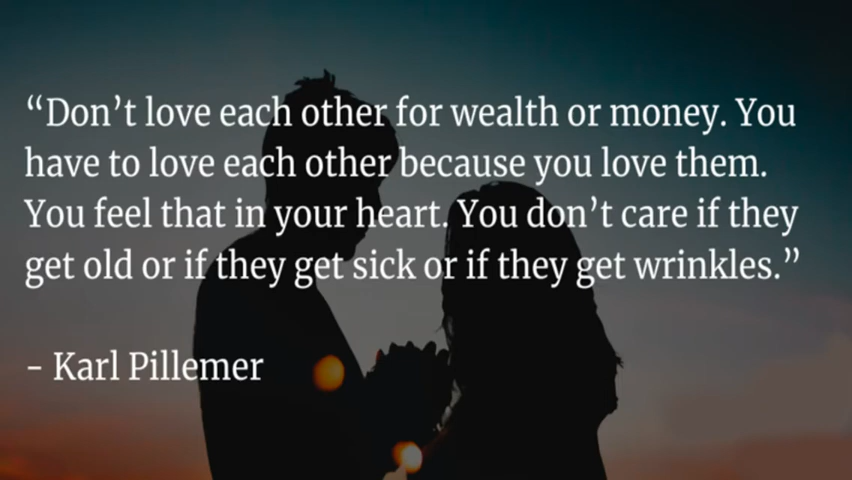 “Don’t love each other for wealth or money. You
have to love each other because you love them.
You feel that in your heart. You don’t care if they
get old or if they get sick or if they get wrinkles.”
- Karl Pillemer